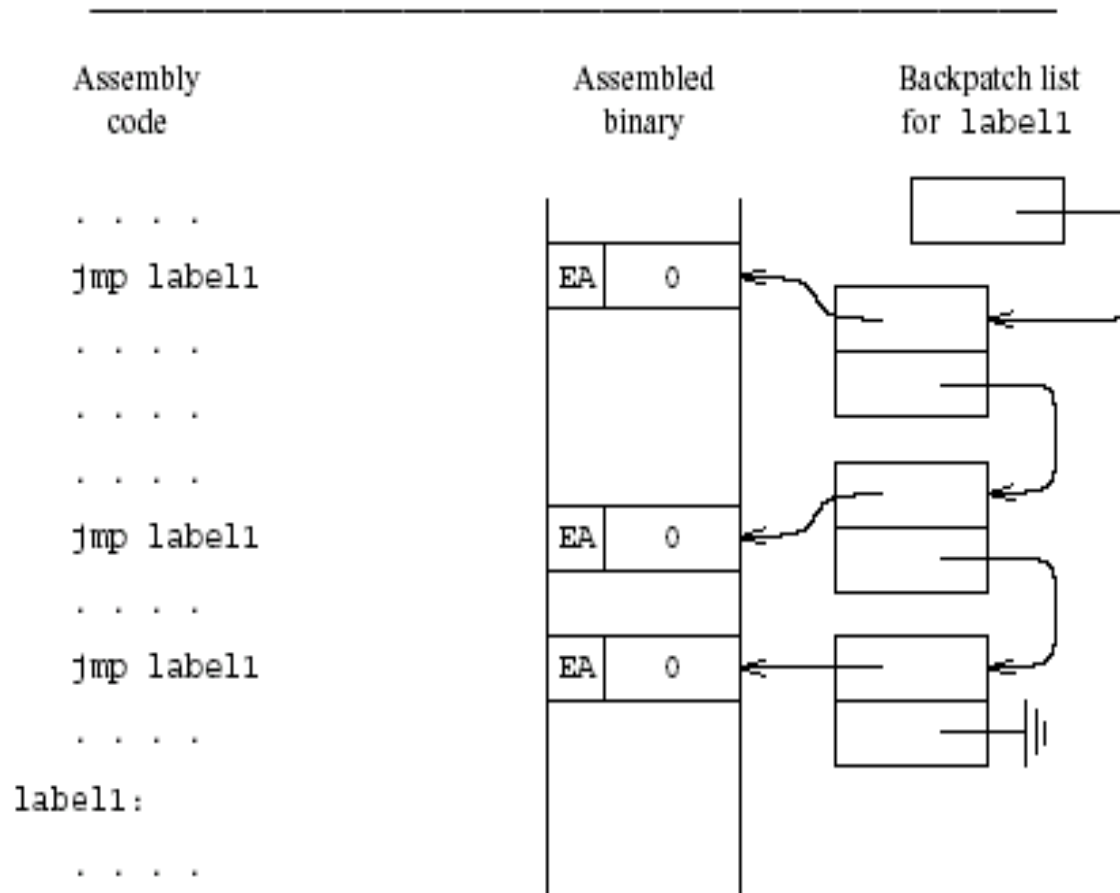 Assembly code
Assembled binary
Backpatch list for label1
. . . .
jmp label1
EA 0
. . . .
. . . .
. . . .
jmp label1
EA 0
. . . .
jmp label1
EA 0
. . . .
label1:
. . . .